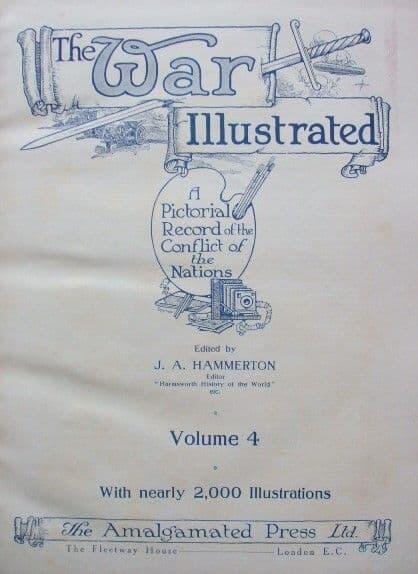 The War
Illustrated
A
Pictorial
Record of the
Conflict of
the
Nations
Edited by
J. A. HAMMERTON
Editor
"Harmsworth History of the World"
etc.
Volume 4
With nearly 2,000 Illustrations
The Amalgamated Press Ltd.
The Fleetway House London E.C.